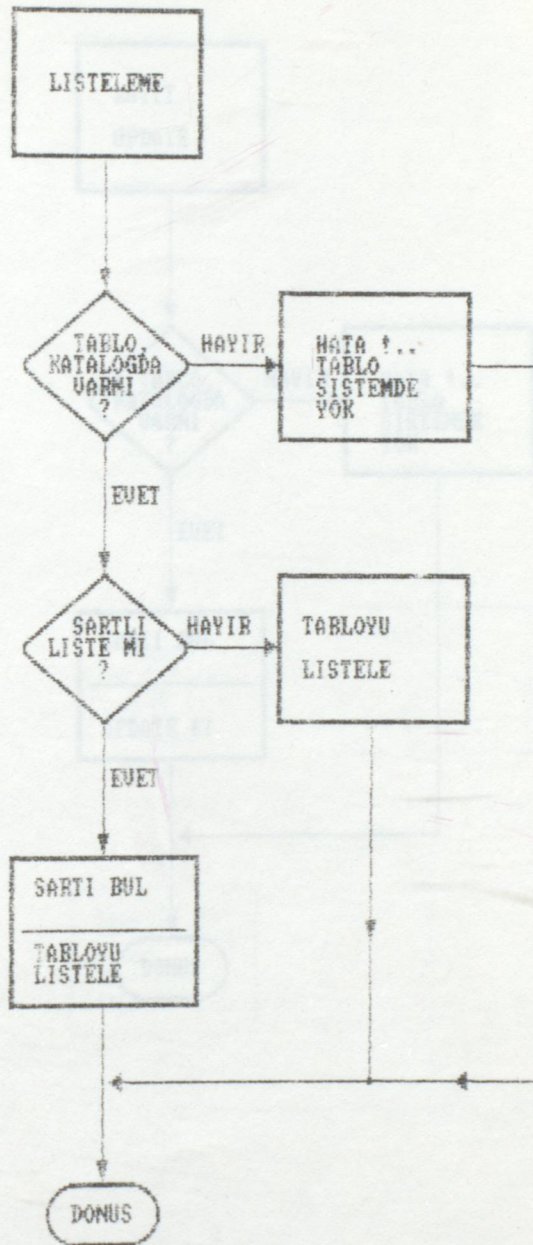 LISTELEME
TABLO,
KATALOGDA
VARMI
?
HAYIR
HATA !..
TABLO
SISTEMDE
YOK
EVET
SARTLI
LISTE MI
?
HAYIR
TABLOYU
LISTELE
EVET
SARTI BUL
TABLOYU
LISTELE
DONUS